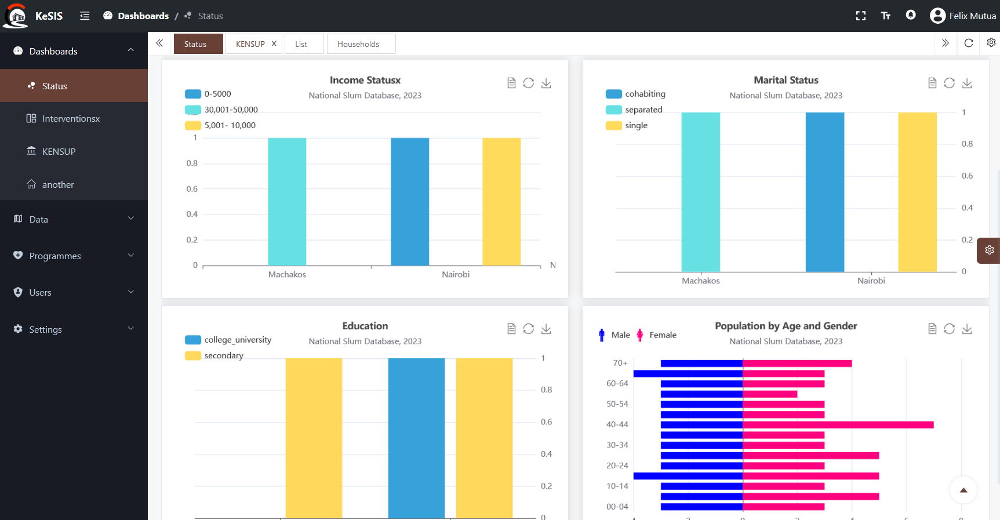 KeSIS
Dashboards / Status
Felix Mutua
Dashboards
Status
Interventionsx
KENSUP
another
Data
Programmes
Users
Settings
Status
KENSUP ×
List
Households
Income Statusx
National Slum Database, 2023
0-5000
30,001-50,000
5,001- 10,000
1
0.8
0.6
0.4
0.2
0
Machakos
Nairobi
N
Marital Status
National Slum Database, 2023
cohabiting
separated
single
1
0.8
0.6
0.4
0.2
0
Machakos
Nairobi
Education
National Slum Database, 2023
college_university
secondary
1
0.8
0.6
0.4
0.2
0
Population by Age and Gender
National Slum Database, 2023
Male Female
70+
60-64
50-54
40-44
30-34
20-24
10-14
00-04